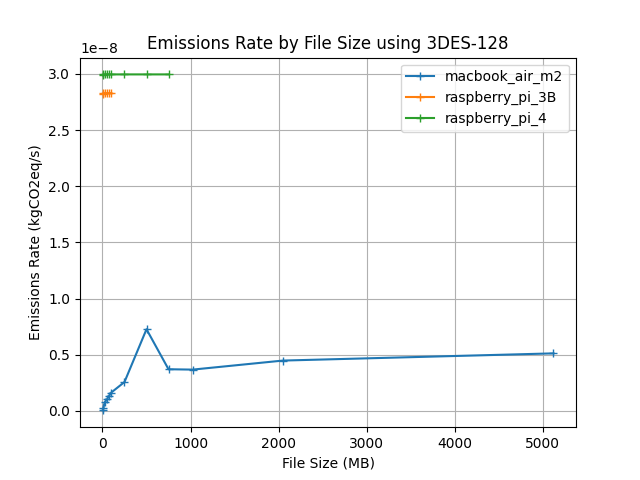 Emissions Rate by File Size using 3DES-128
1e−8
macbook_air_m2
raspberry_pi_3B
raspberry_pi_4
3.0
2.5
2.0
1.5
1.0
0.5
0.0
Emissions Rate (kgCO2eq/s)
0 1000 2000 3000 4000 5000
File Size (MB)